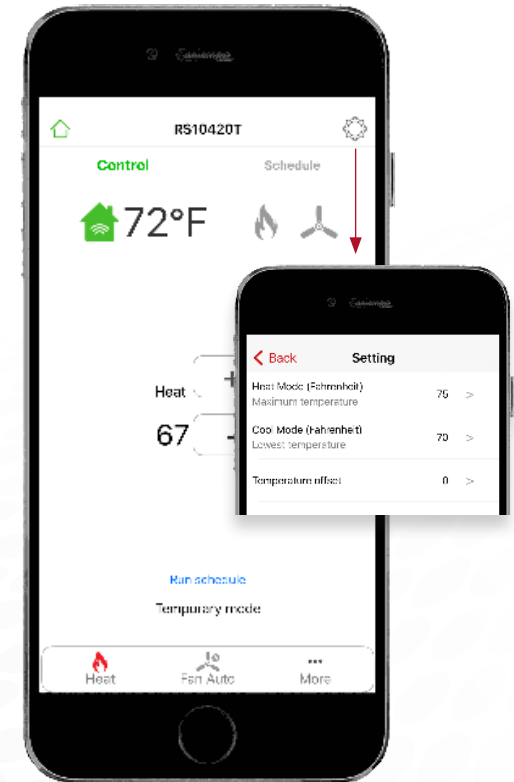 RS10420T
Control
Schedule
72°F
Heat
+
67
-
Run schedule
Tempurary mode
Heat
Fan Auto
More
Back
Setting
Heat Mode (Fahrenheit)
Maximum temperature
75 >
Cool Mode (Fahrenheit)
Lowest temperature
70 >
Temperature offset
0 >